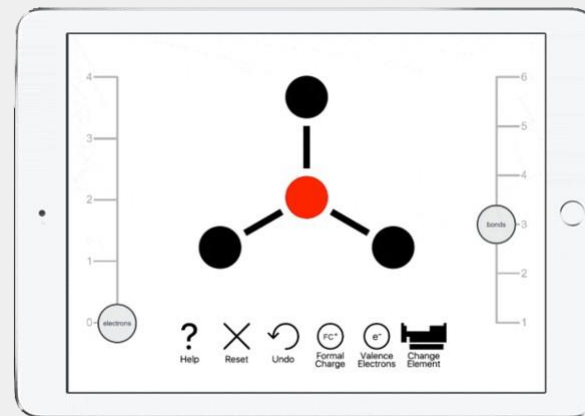 4
3
2
1
0
electrons
6
5
4
3
2
1
bonds
?
Help
Reset
Undo
FC⁺
Formal
Charge
e⁻
Valence
Electrons
Change
Element